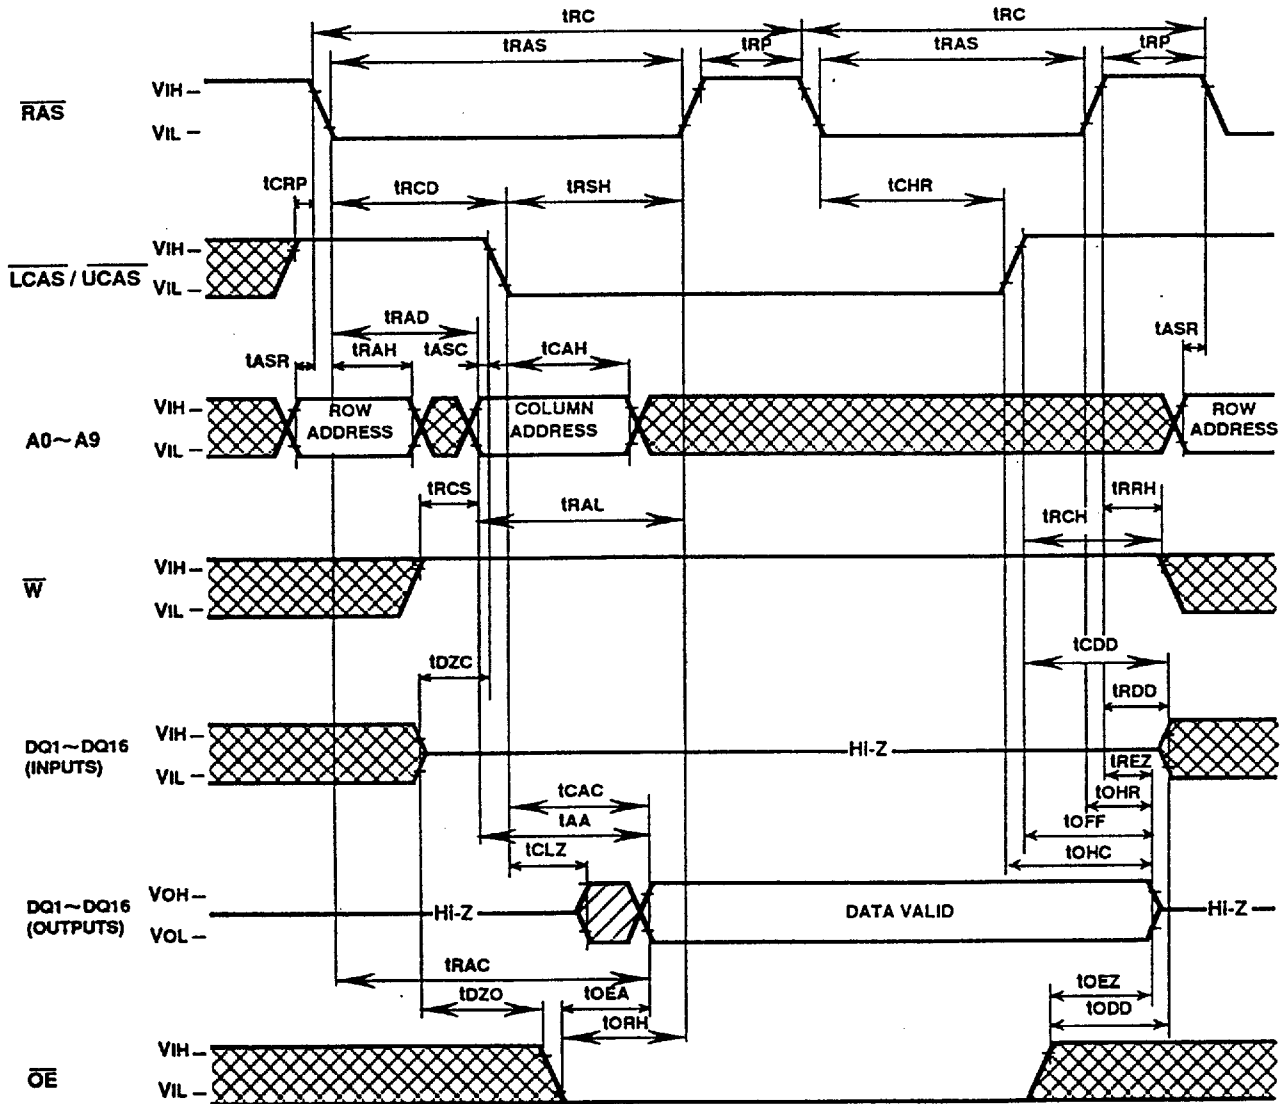 tRC tRC
tRAS tRP tRAS tRP
RAS VIH
VIL
tCRP tRCD tRSH tCHR
LCAS / UCAS VIH
VIL
tRAD
tASR tRAH tASC tCAH tASR
A0～A9 VIH
VIL
ROW ADDRESS COLUMN ADDRESS ROW ADDRESS
tRCS tRAL tRRH
tRCH
W VIH
VIL
tDZC tCDD
tRDD
DQ1～DQ16
(INPUTS)
VIH
VIL
Hi-Z
tREZ
tCAC tOHR
tAA tOFF
tCLZ tOHC
DQ1～DQ16
(OUTPUTS)
VOH
VOL
Hi-Z DATA VALID Hi-Z
tRAC
tDZO tOEA tOEZ
tORH tODD
OE VIH
VIL